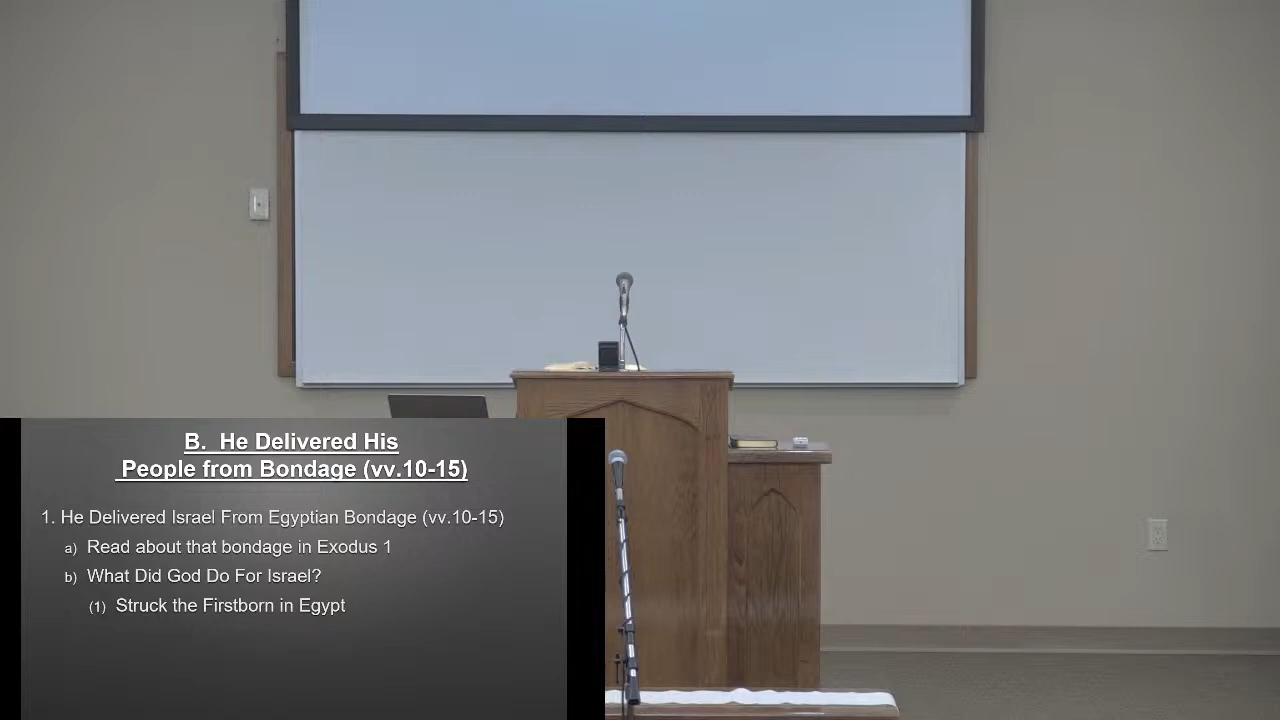 B. He Delivered His
People from Bondage (vv.10-15)
1. He Delivered Israel From Egyptian Bondage (vv.10-15)
a) Read about that bondage in Exodus 1
b) What Did God Do For Israel?
(1) Struck the Firstborn in Egypt